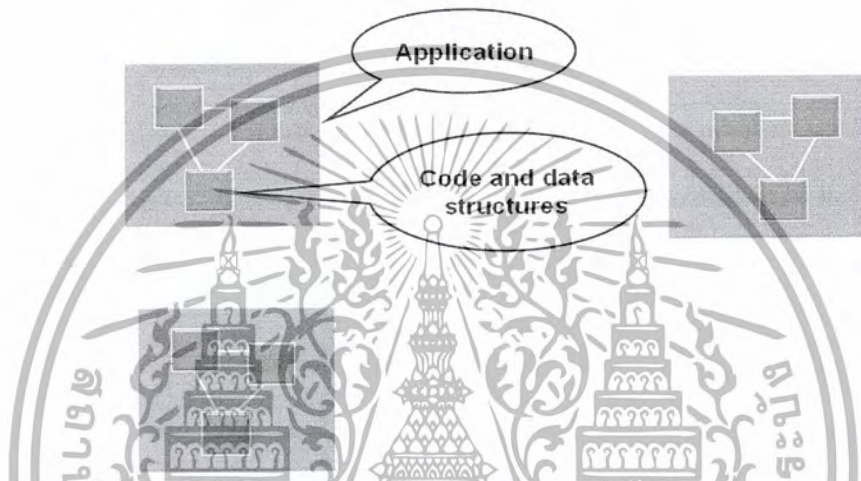 Application
Code and data
structures